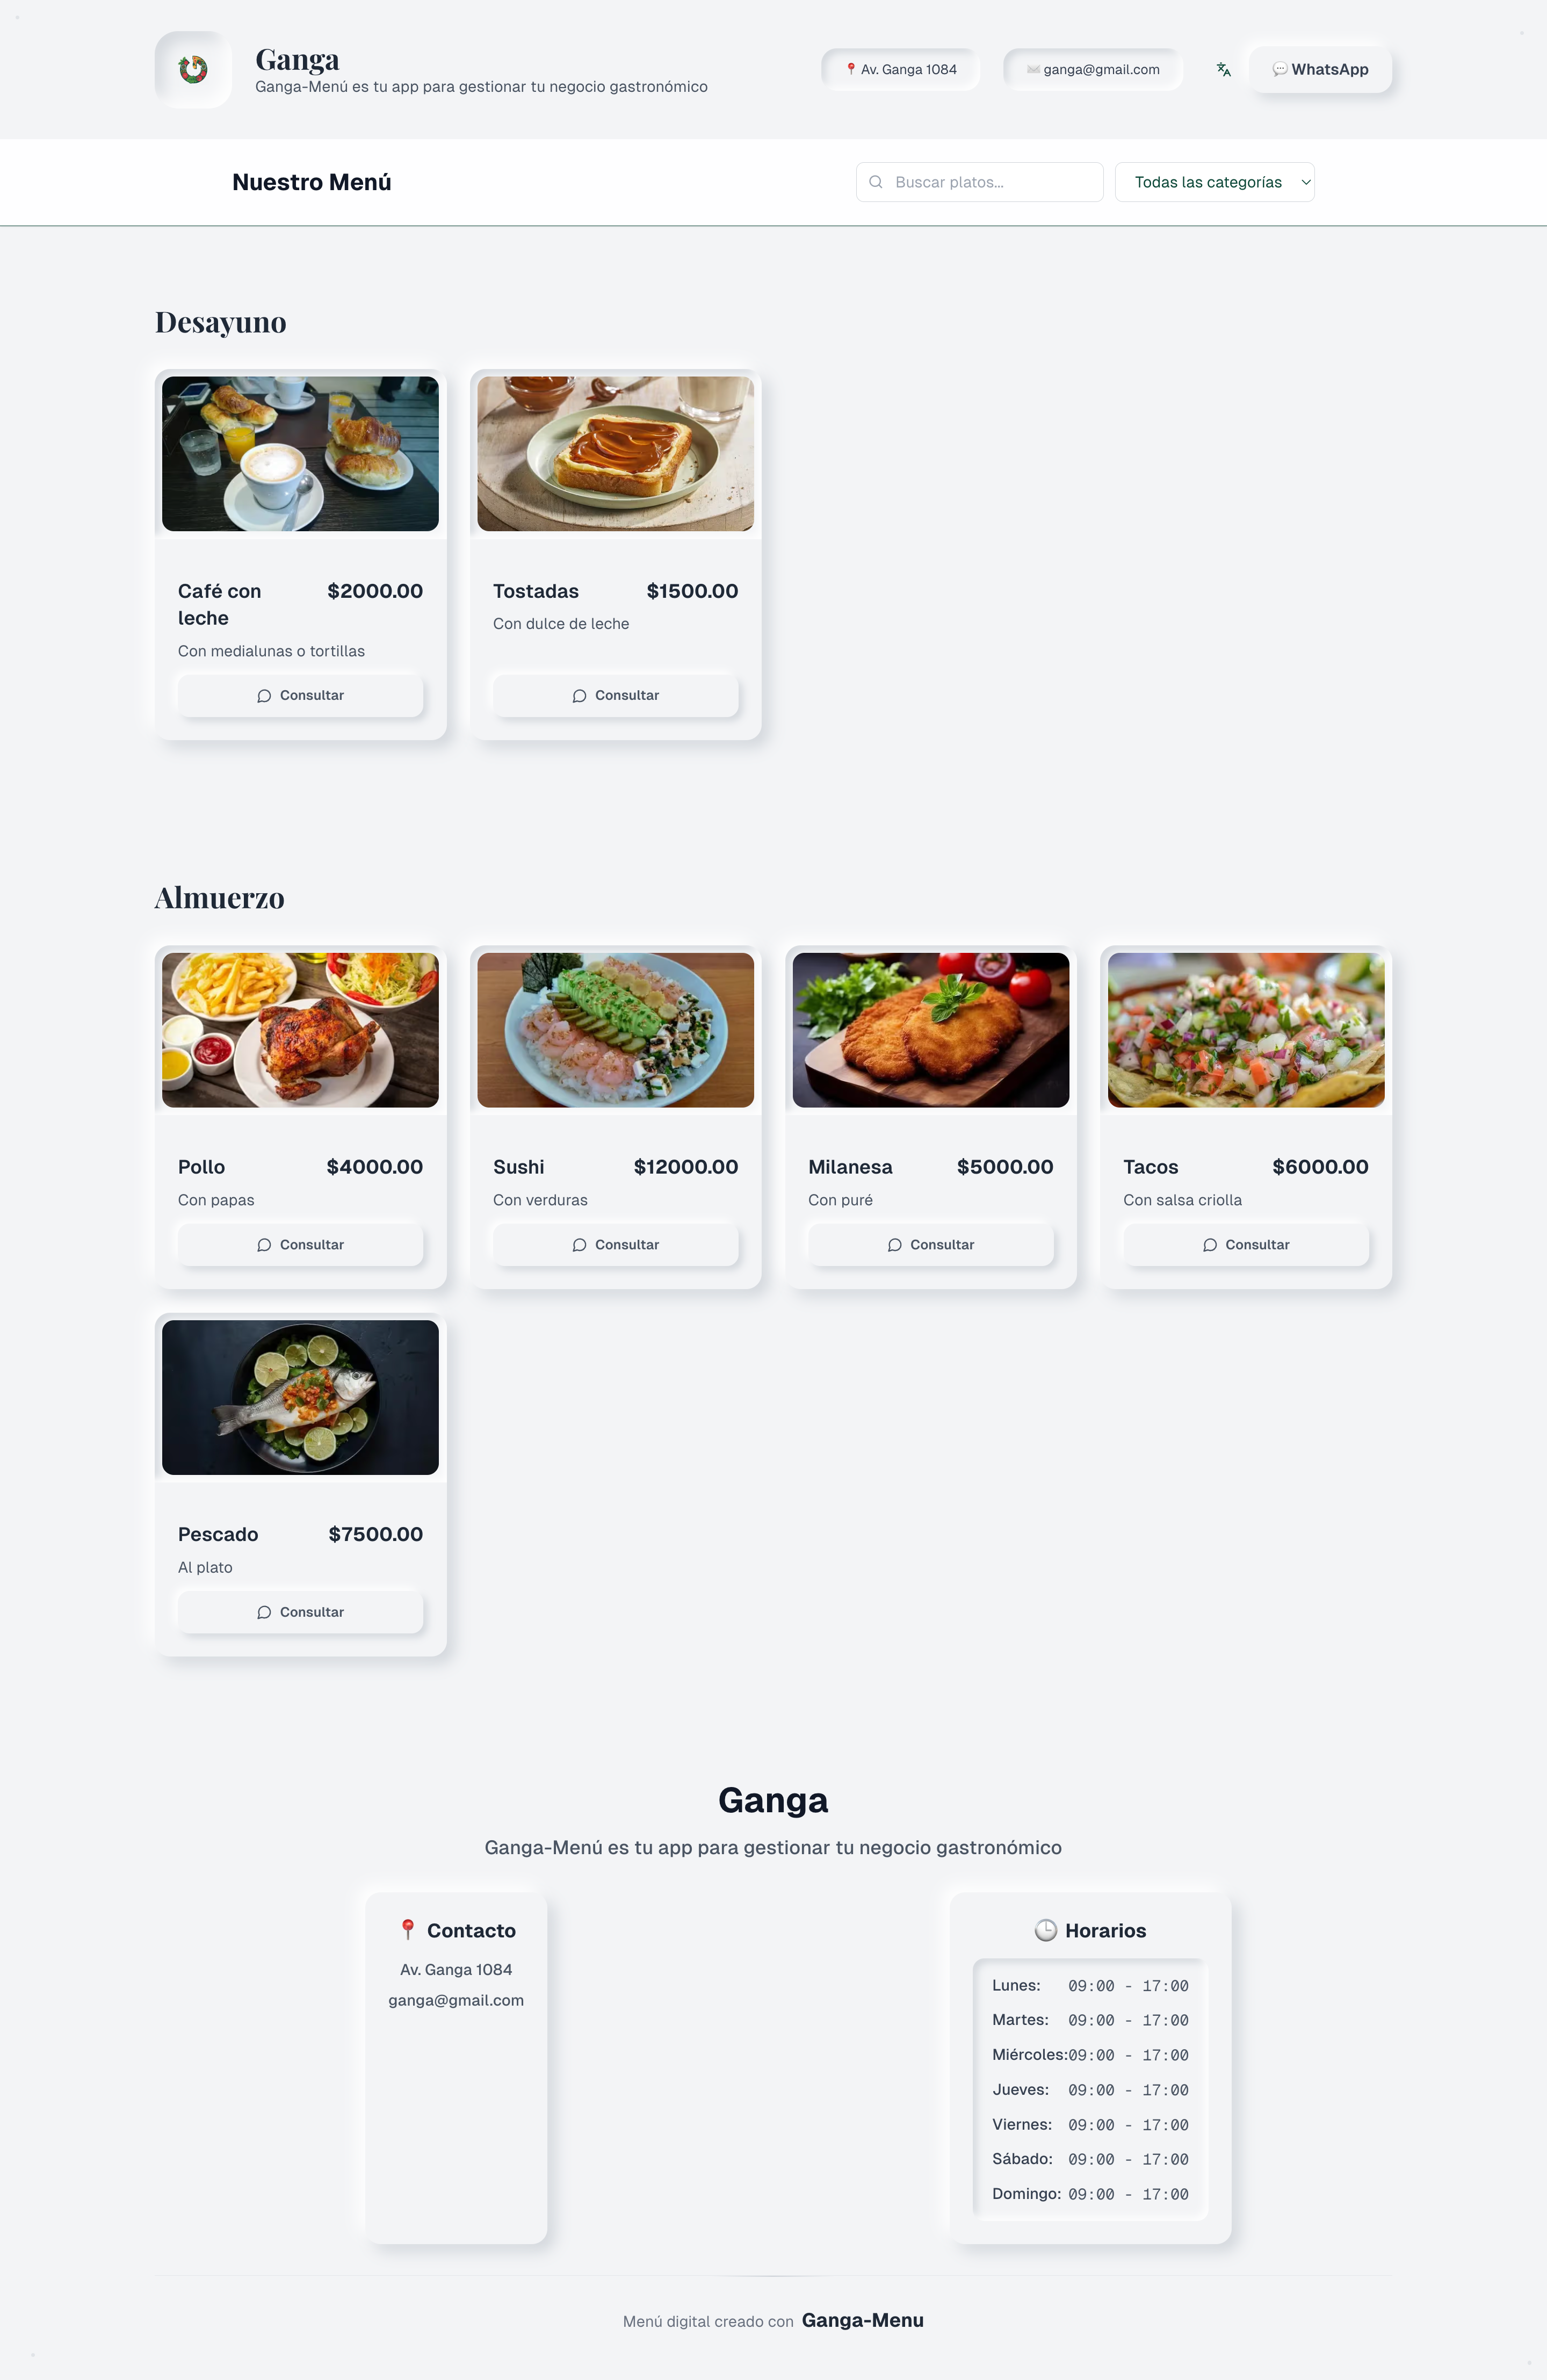 Ganga
Ganga-Menú es tu app para gestionar tu negocio gastronómico
📍 Av. Ganga 1084
✉️ ganga@gmail.com
💬 WhatsApp
Nuestro Menú
Buscar platos...
Todas las categorías
Desayuno
Café con leche
$2000.00
Con medialunas o tortillas
Consultar
Tostadas
$1500.00
Con dulce de leche
Consultar
Almuerzo
Pollo
$4000.00
Con papas
Consultar
Sushi
$12000.00
Con verduras
Consultar
Milanesa
$5000.00
Con puré
Consultar
Tacos
$6000.00
Con salsa criolla
Consultar
Pescado
$7500.00
Al plato
Consultar
Ganga
Ganga-Menú es tu app para gestionar tu negocio gastronómico
📍 Contacto
Av. Ganga 1084
ganga@gmail.com
🕒 Horarios
Lunes: 09:00 - 17:00
Martes: 09:00 - 17:00
Miércoles: 09:00 - 17:00
Jueves: 09:00 - 17:00
Viernes: 09:00 - 17:00
Sábado: 09:00 - 17:00
Domingo: 09:00 - 17:00
Menú digital creado con Ganga-Menu